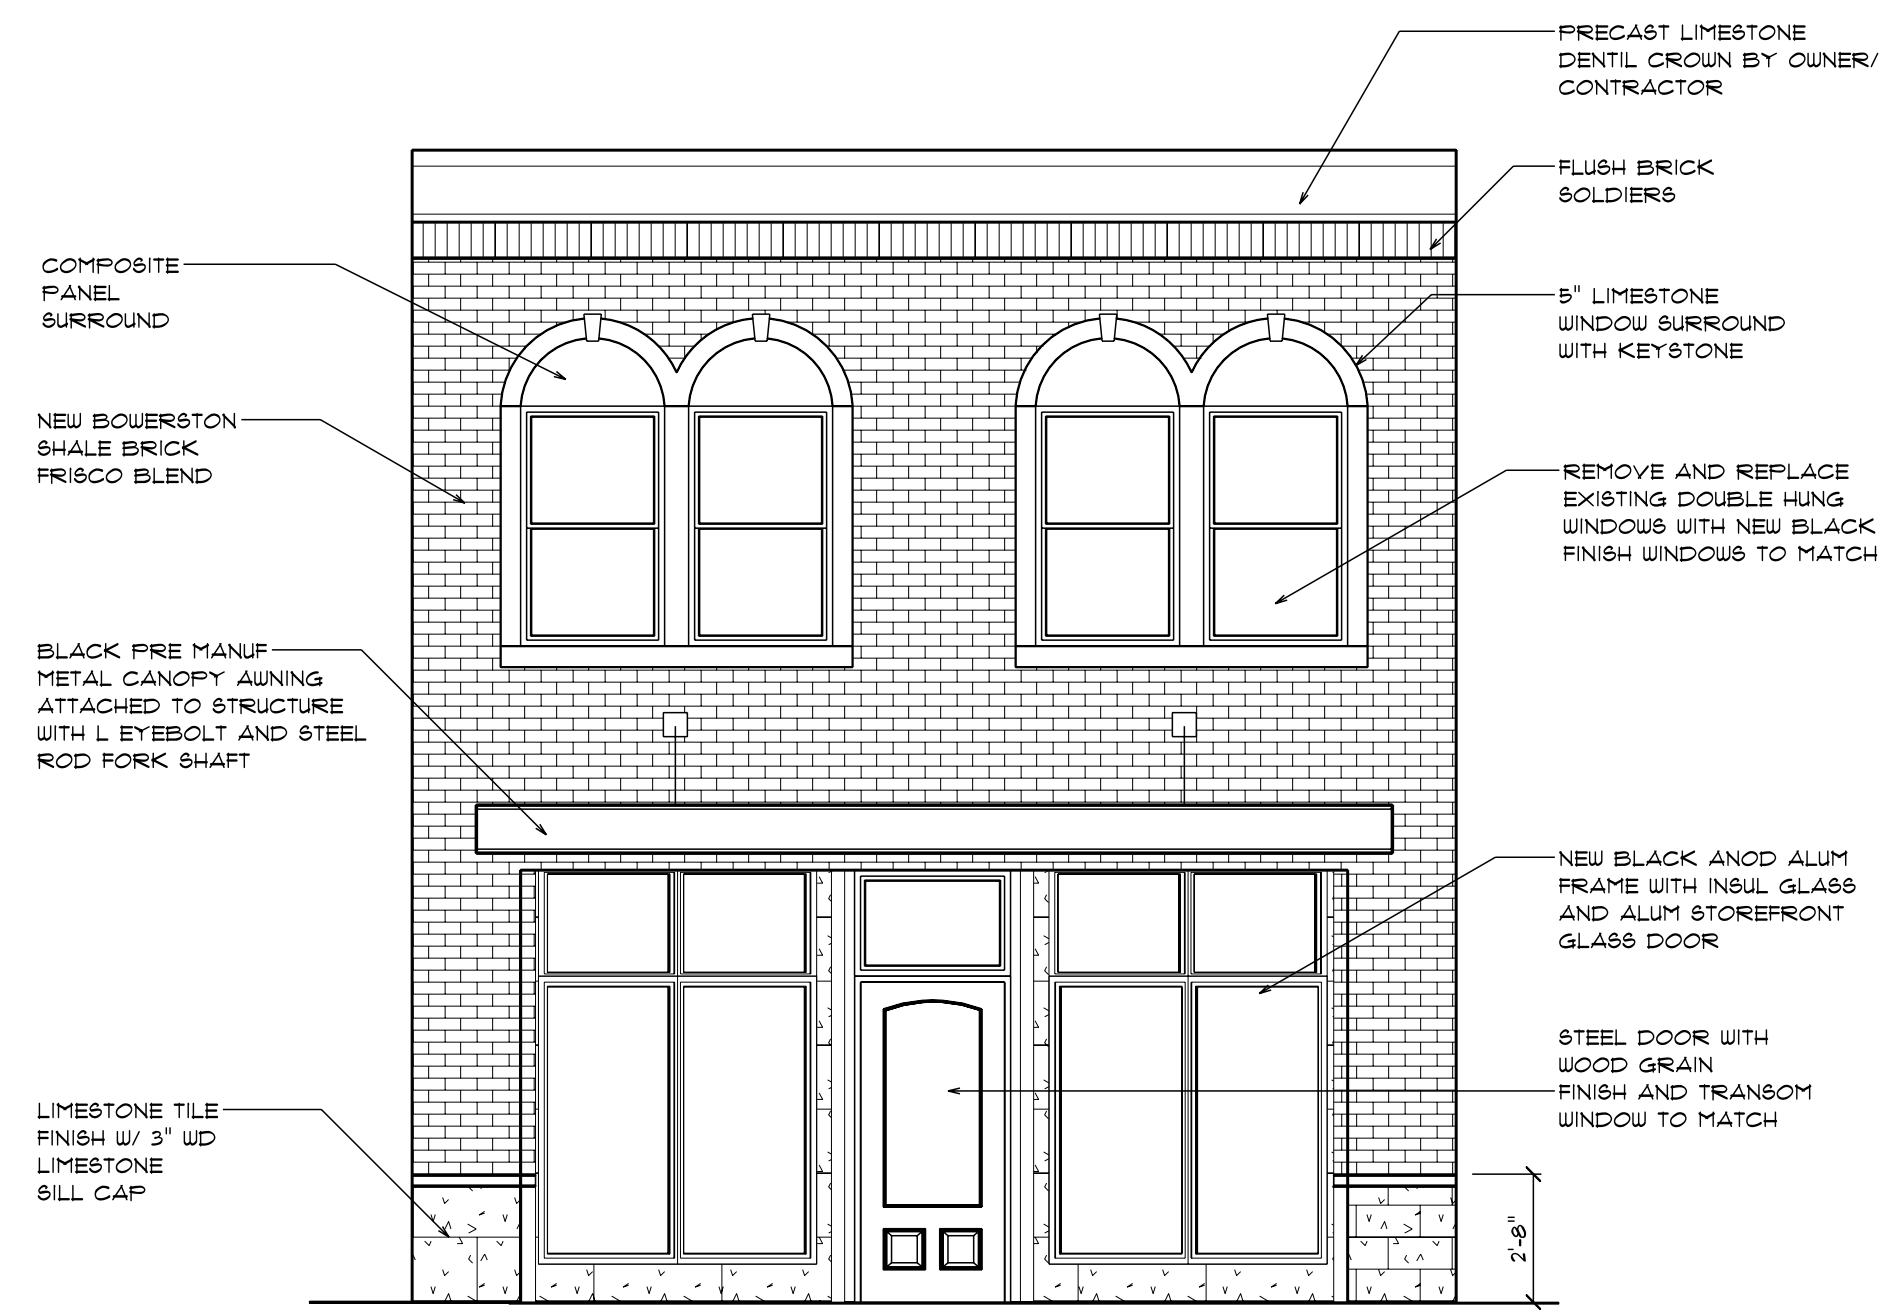 PRECAST LIMESTONE
DENTIL CROWN BY OWNER/
CONTRACTOR
FLUSH BRICK
SOLDIERS
COMPOSITE
PANEL
SURROUND
5" LIMESTONE
WINDOW SURROUND
WITH KEYSTONE
NEW BOWERSTON
SHALE BRICK
FRISCO BLEND
REMOVE AND REPLACE
EXISTING DOUBLE HUNG
WINDOWS WITH NEW BLACK
FINISH WINDOWS TO MATCH
BLACK PRE MANUF
METAL CANOPY AWNING
ATTACHED TO STRUCTURE
WITH L EYEBOLT AND STEEL
ROD FORK SHAFT
NEW BLACK ANOD ALUM
FRAME WITH INSUL GLASS
AND ALUM STOREFRONT
GLASS DOOR
STEEL DOOR WITH
WOOD GRAIN
FINISH AND TRANSOM
WINDOW TO MATCH
LIMESTONE TILE
FINISH W/ 3" WD
LIMESTONE
SILL CAP
2'-8"